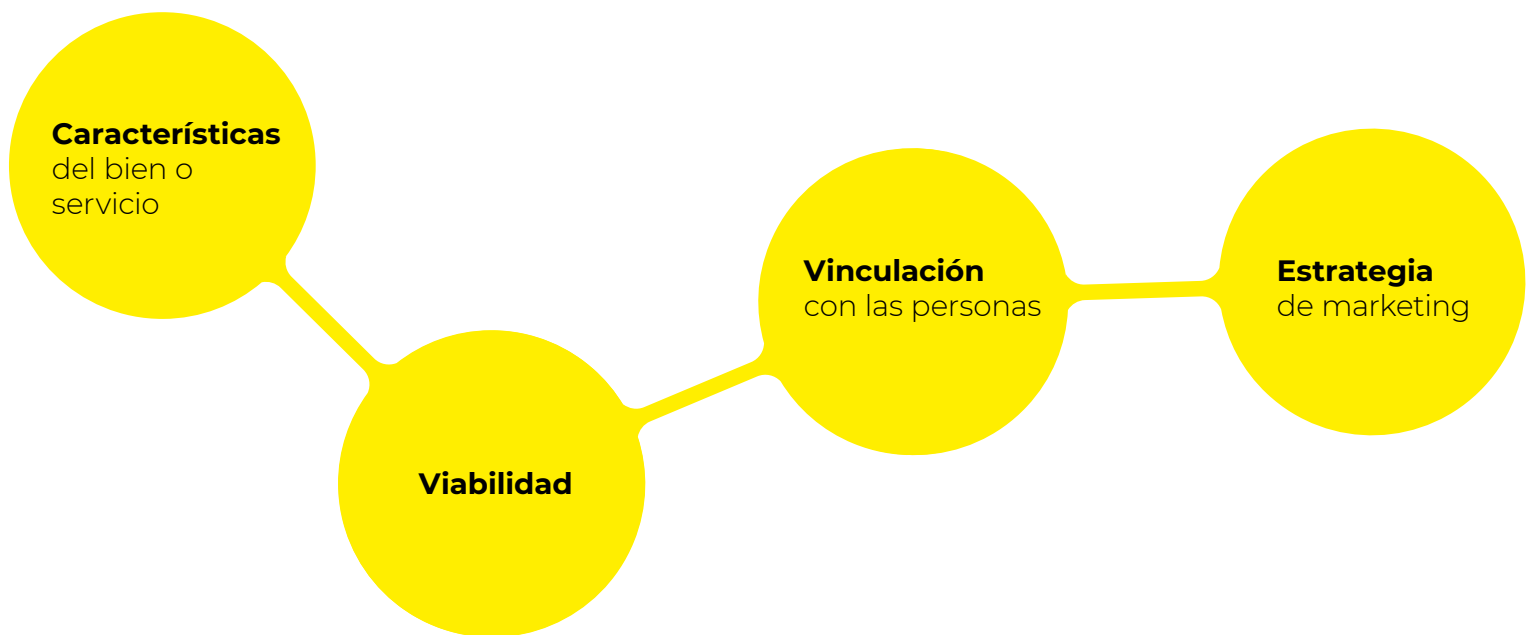 Características
del bien o
servicio
Viabilidad
Vinculación
con las personas
Estrategia
de marketing